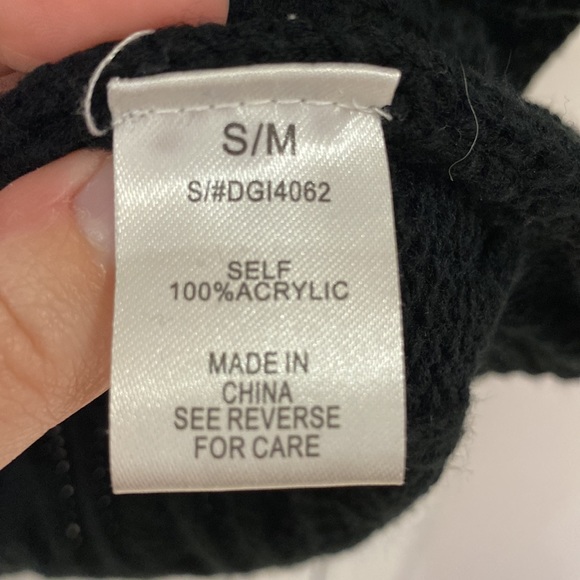 S/M
S/#DGI4062
SELF
100%ACRYLIC
MADE IN
CHINA
SEE REVERSE
FOR CARE